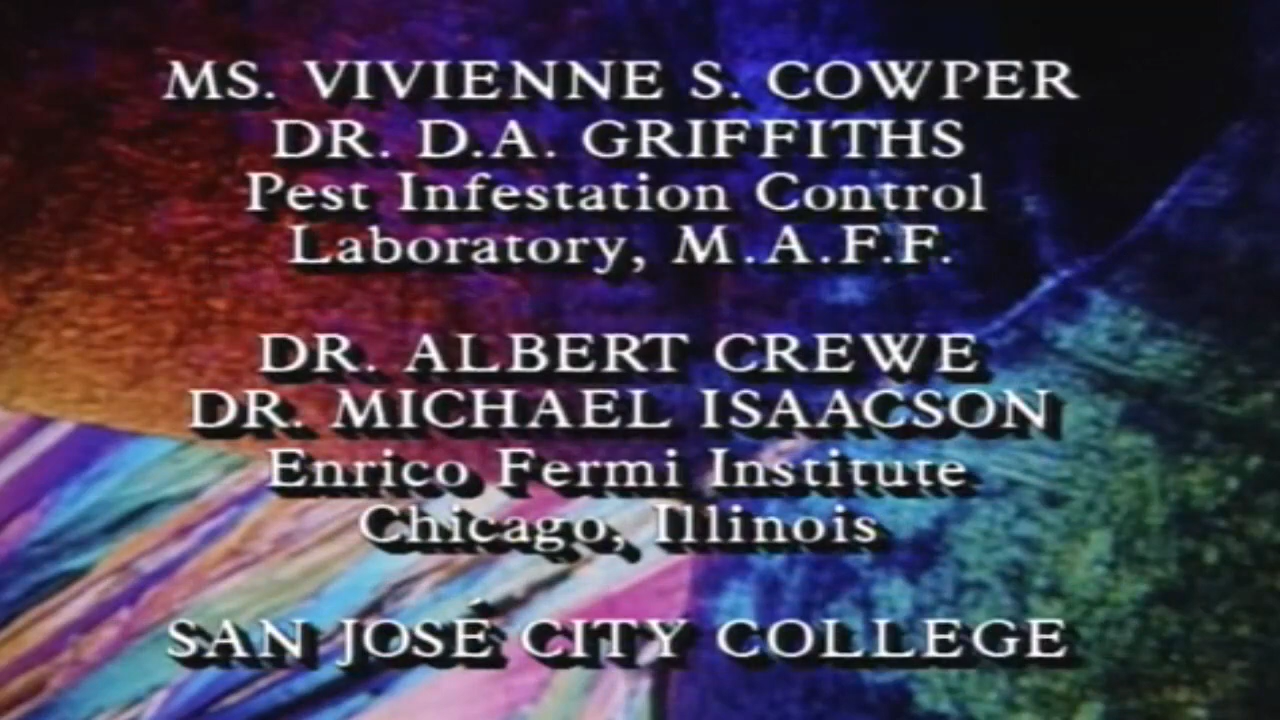 MS. VIVIENNE S. COWPER
DR. D.A. GRIFFITHS
Pest Infestation Control
Laboratory, M.A.F.F.
DR. ALBERT CREWE
DR. MICHAEL ISAACSON
Enrico Fermi Institute
Chicago, Illinois
SAN JOSÉ CITY COLLEGE